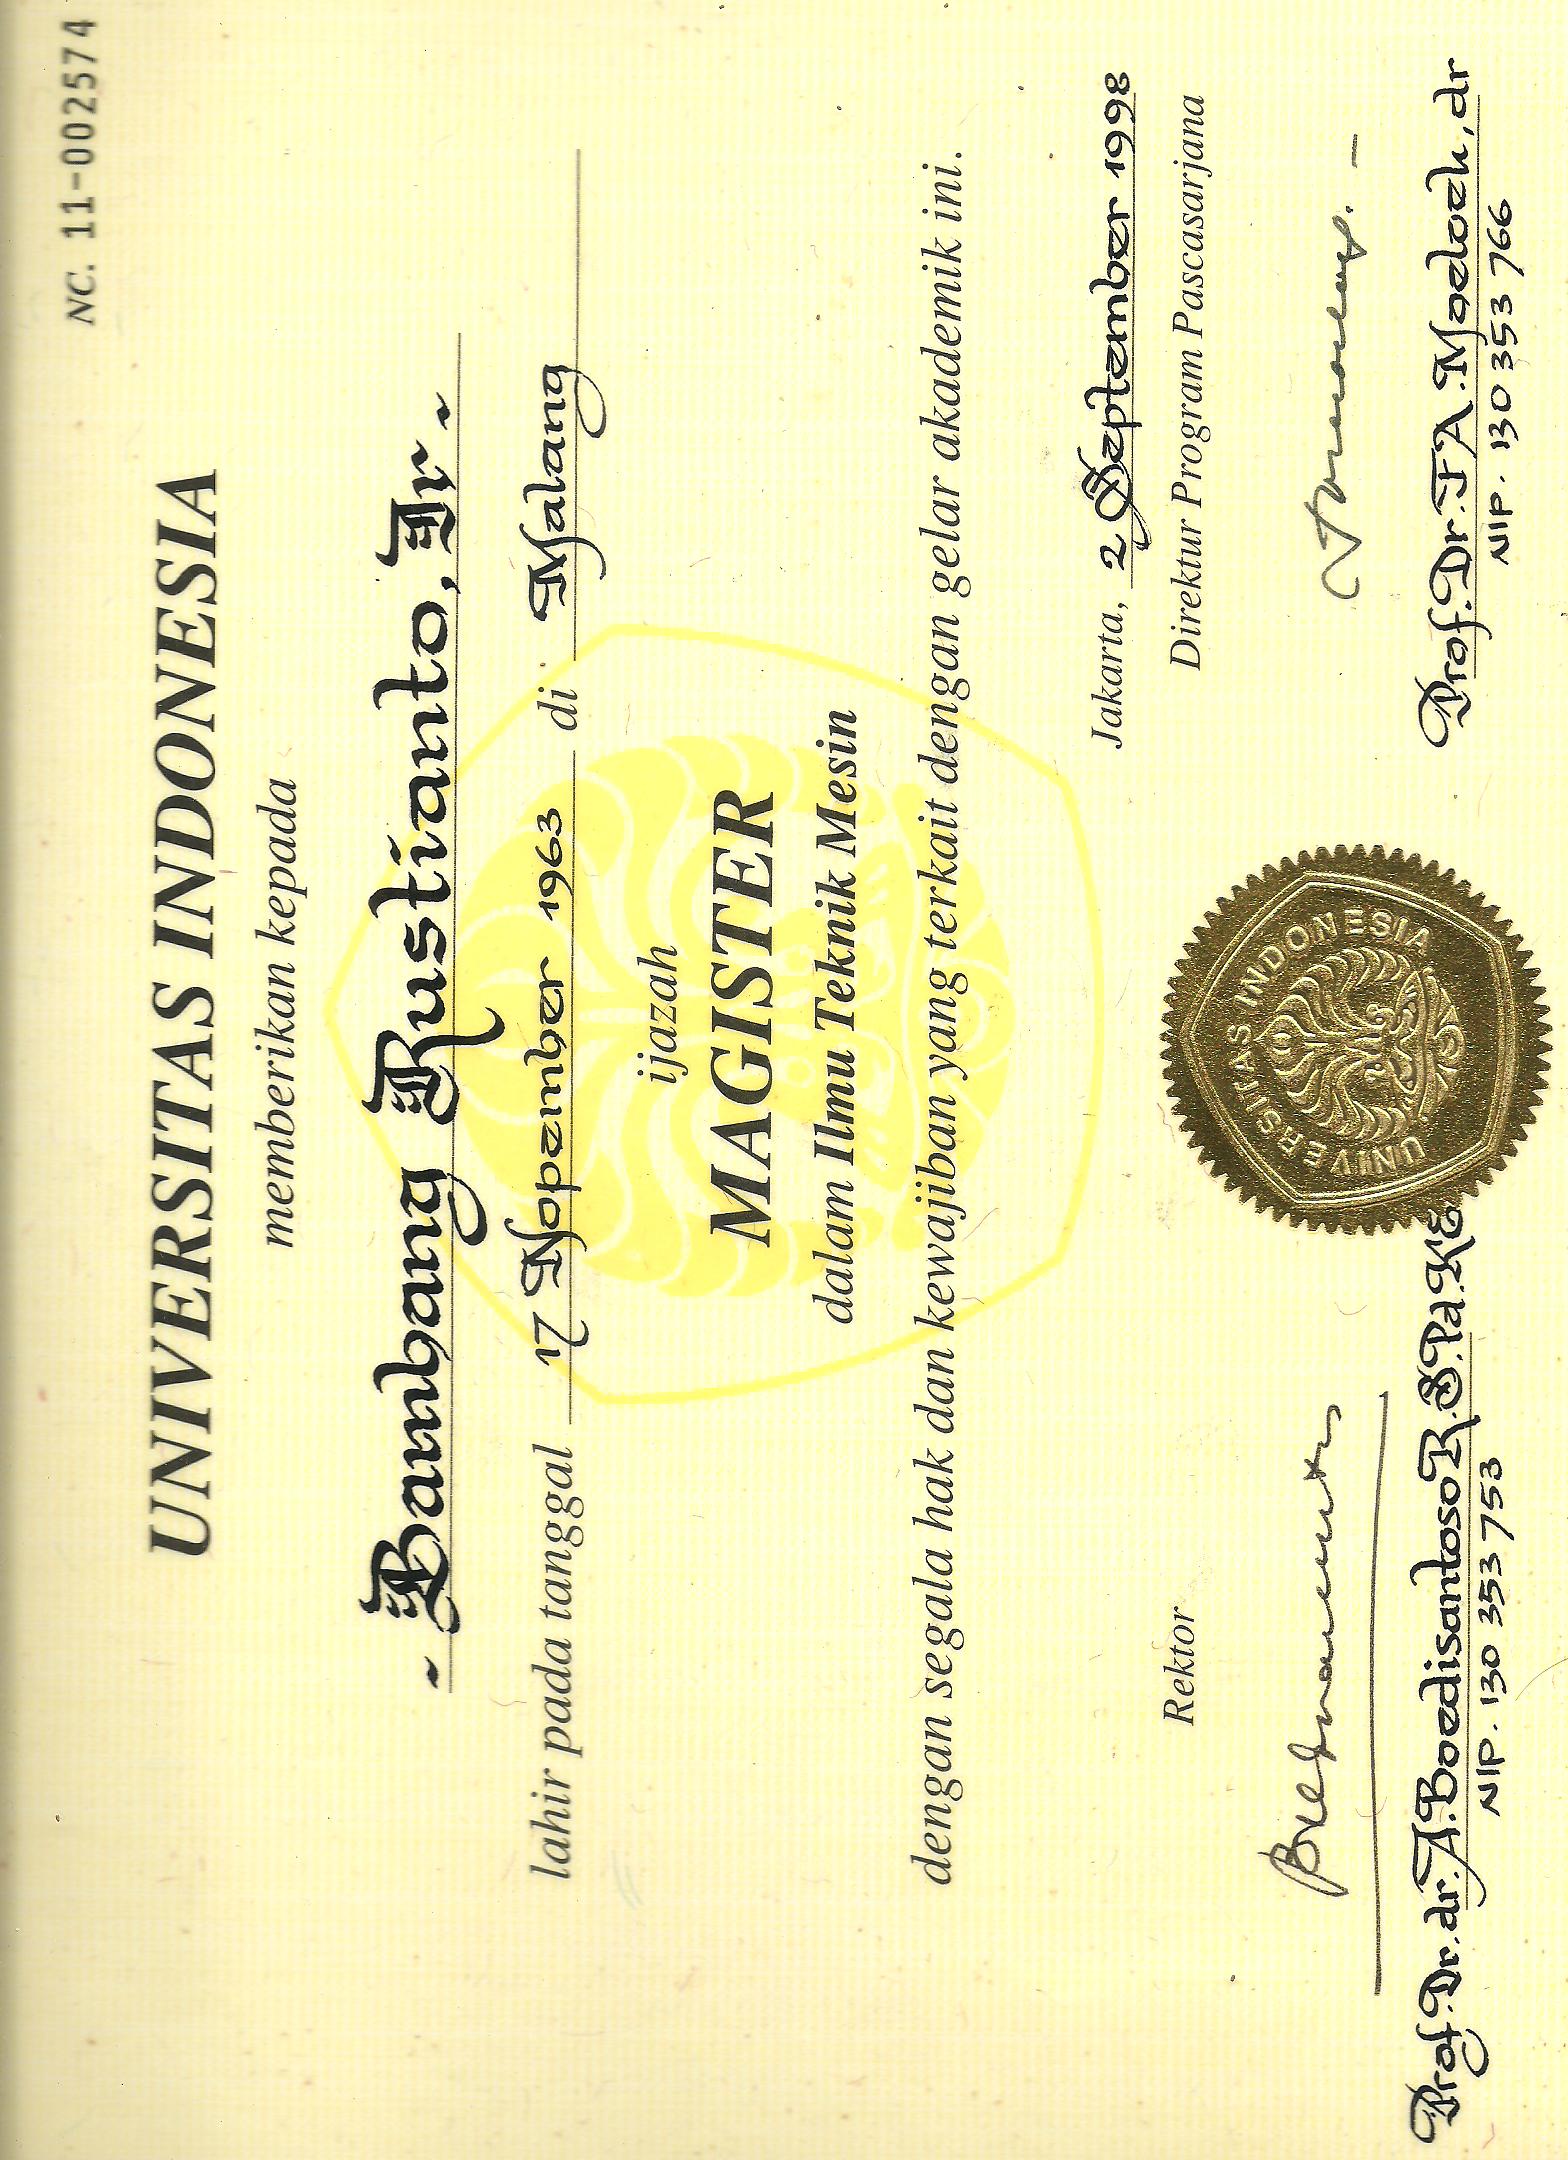 NC. 11-002574
UNIVERSITAS INDONESIA
memberikan kepada
- Bambang Rustianto, Ir -
lahir pada tanggal 17 Nopember 1963 di Malang
ijazah
MAGISTER
dalam Ilmu Teknik Mesin
dengan segala hak dan kewajiban yang terkait dengan gelar akademik ini.
Jakarta, 2 September 1998
Rektor
Direktur Program Pascasarjana
UNIVERSITAS INDONESIA
Prof. Dr. dr. A. Boedisantoso R. S.Pd. KE
Prof. Dr. F A. Moeloek, dr
NIP. 130 353 753
NIP. 130 353 766